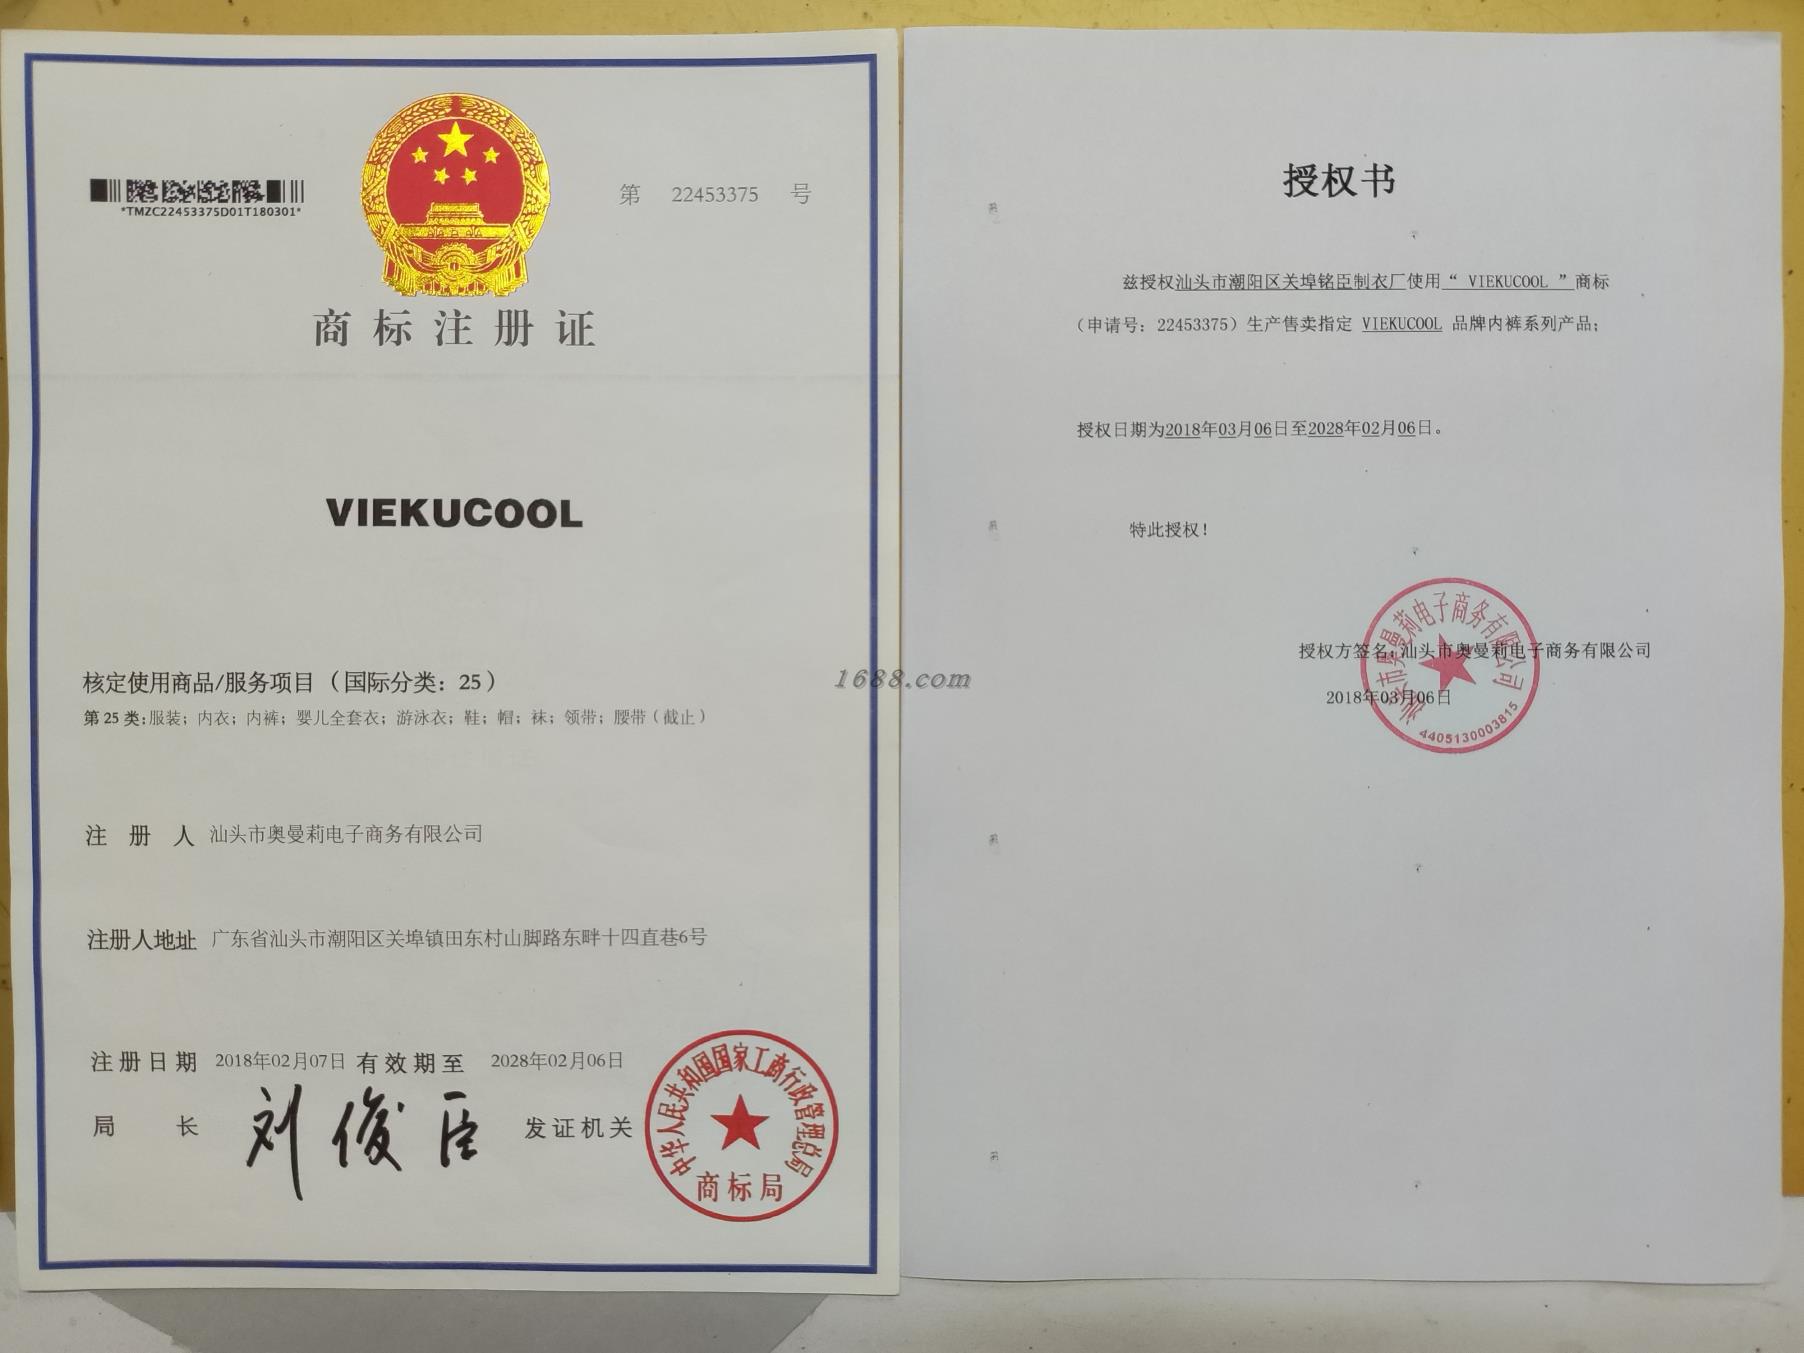 *TMZC22453375D01T180301*
第 22453375 号
商标注册证
VIEKUCOOL
核定使用商品/服务项目（国际分类：25）
第25类:服装；内衣；内裤；婴儿全套衣；游泳衣；鞋；帽；袜；领带；腰带（截止）
注册人 汕头市奥曼莉电子商务有限公司
注册人地址 广东省汕头市潮阳区关埠镇田东村山脚路东畔十四直巷6号
注册日期 2018年02月07日 有效期至 2028年02月06日
局长 刘俊臣 发证机关
中华人民共和国国家工商行政管理总局
商标局
1688.com
授权书
兹授权汕头市潮阳区关埠铭臣制衣厂使用“ VIEKUCOOL ”商标
（申请号：22453375）生产售卖指定 VIEKUCOOL 品牌内裤系列产品；
授权日期为2018年03月06日至2028年02月06日。
特此授权！
授权方签名：汕头市奥曼莉电子商务有限公司
2018年03月06日
汕头市奥曼莉电子商务有限公司
4405130003815